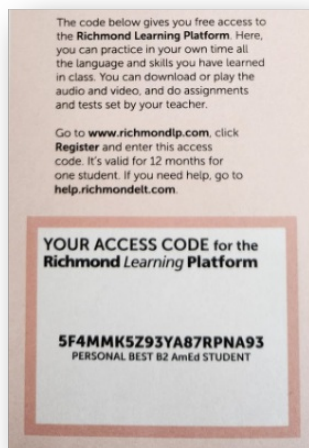 The code below gives you free access to
the Richmond Learning Platform. Here,
you can practice in your own time all
the language and skills you have learned
in class. You can download or play the
audio and video, and do assignments
and tests set by your teacher.
Go to www.richmondlp.com, click
Register and enter this access
code. It's valid for 12 months for
one student. If you need help, go to
help.richmondelt.com.
YOUR ACCESS CODE for the
Richmond Learning Platform
5F4MMK5Z93YA87RPNA93
PERSONAL BEST B2 AmEd STUDENT